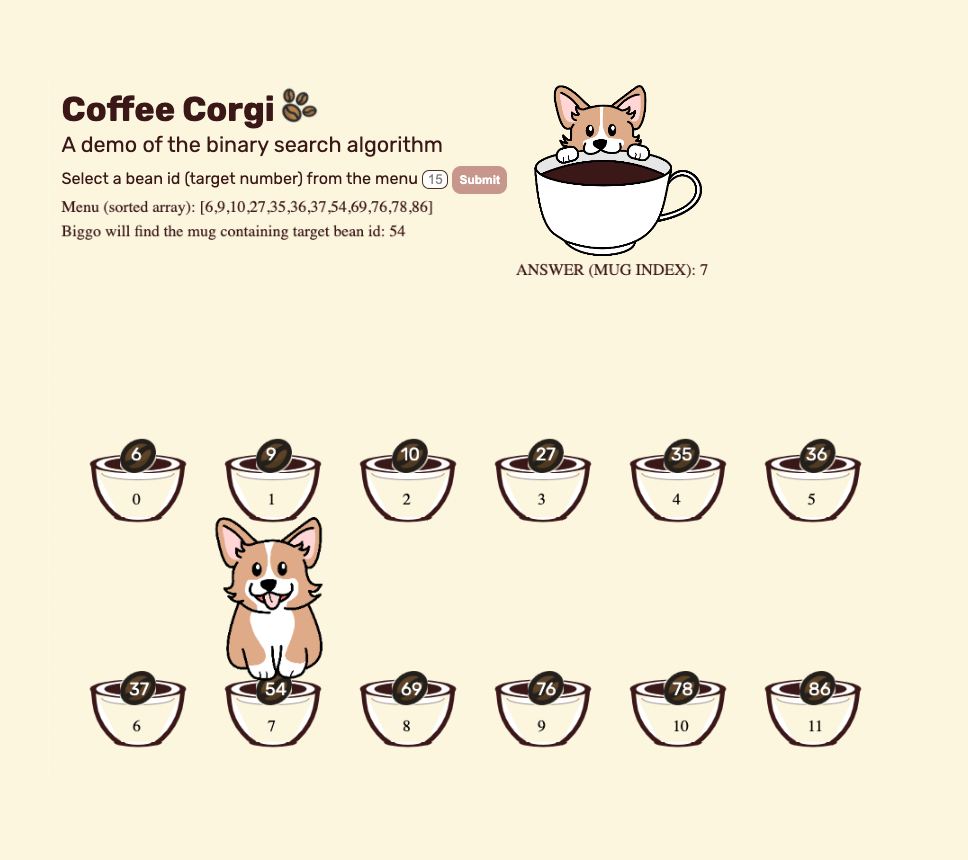 Coffee Corgi
A demo of the binary search algorithm
Select a bean id (target number) from the menu 15 Submit
Menu (sorted array): [6,9,10,27,35,36,37,54,69,76,78,86]
Biggo will find the mug containing target bean id: 54
ANSWER (MUG INDEX): 7
6 9 10 27 35 36
0 1 2 3 4 5
37 54 69 76 78 86
6 7 8 9 10 11